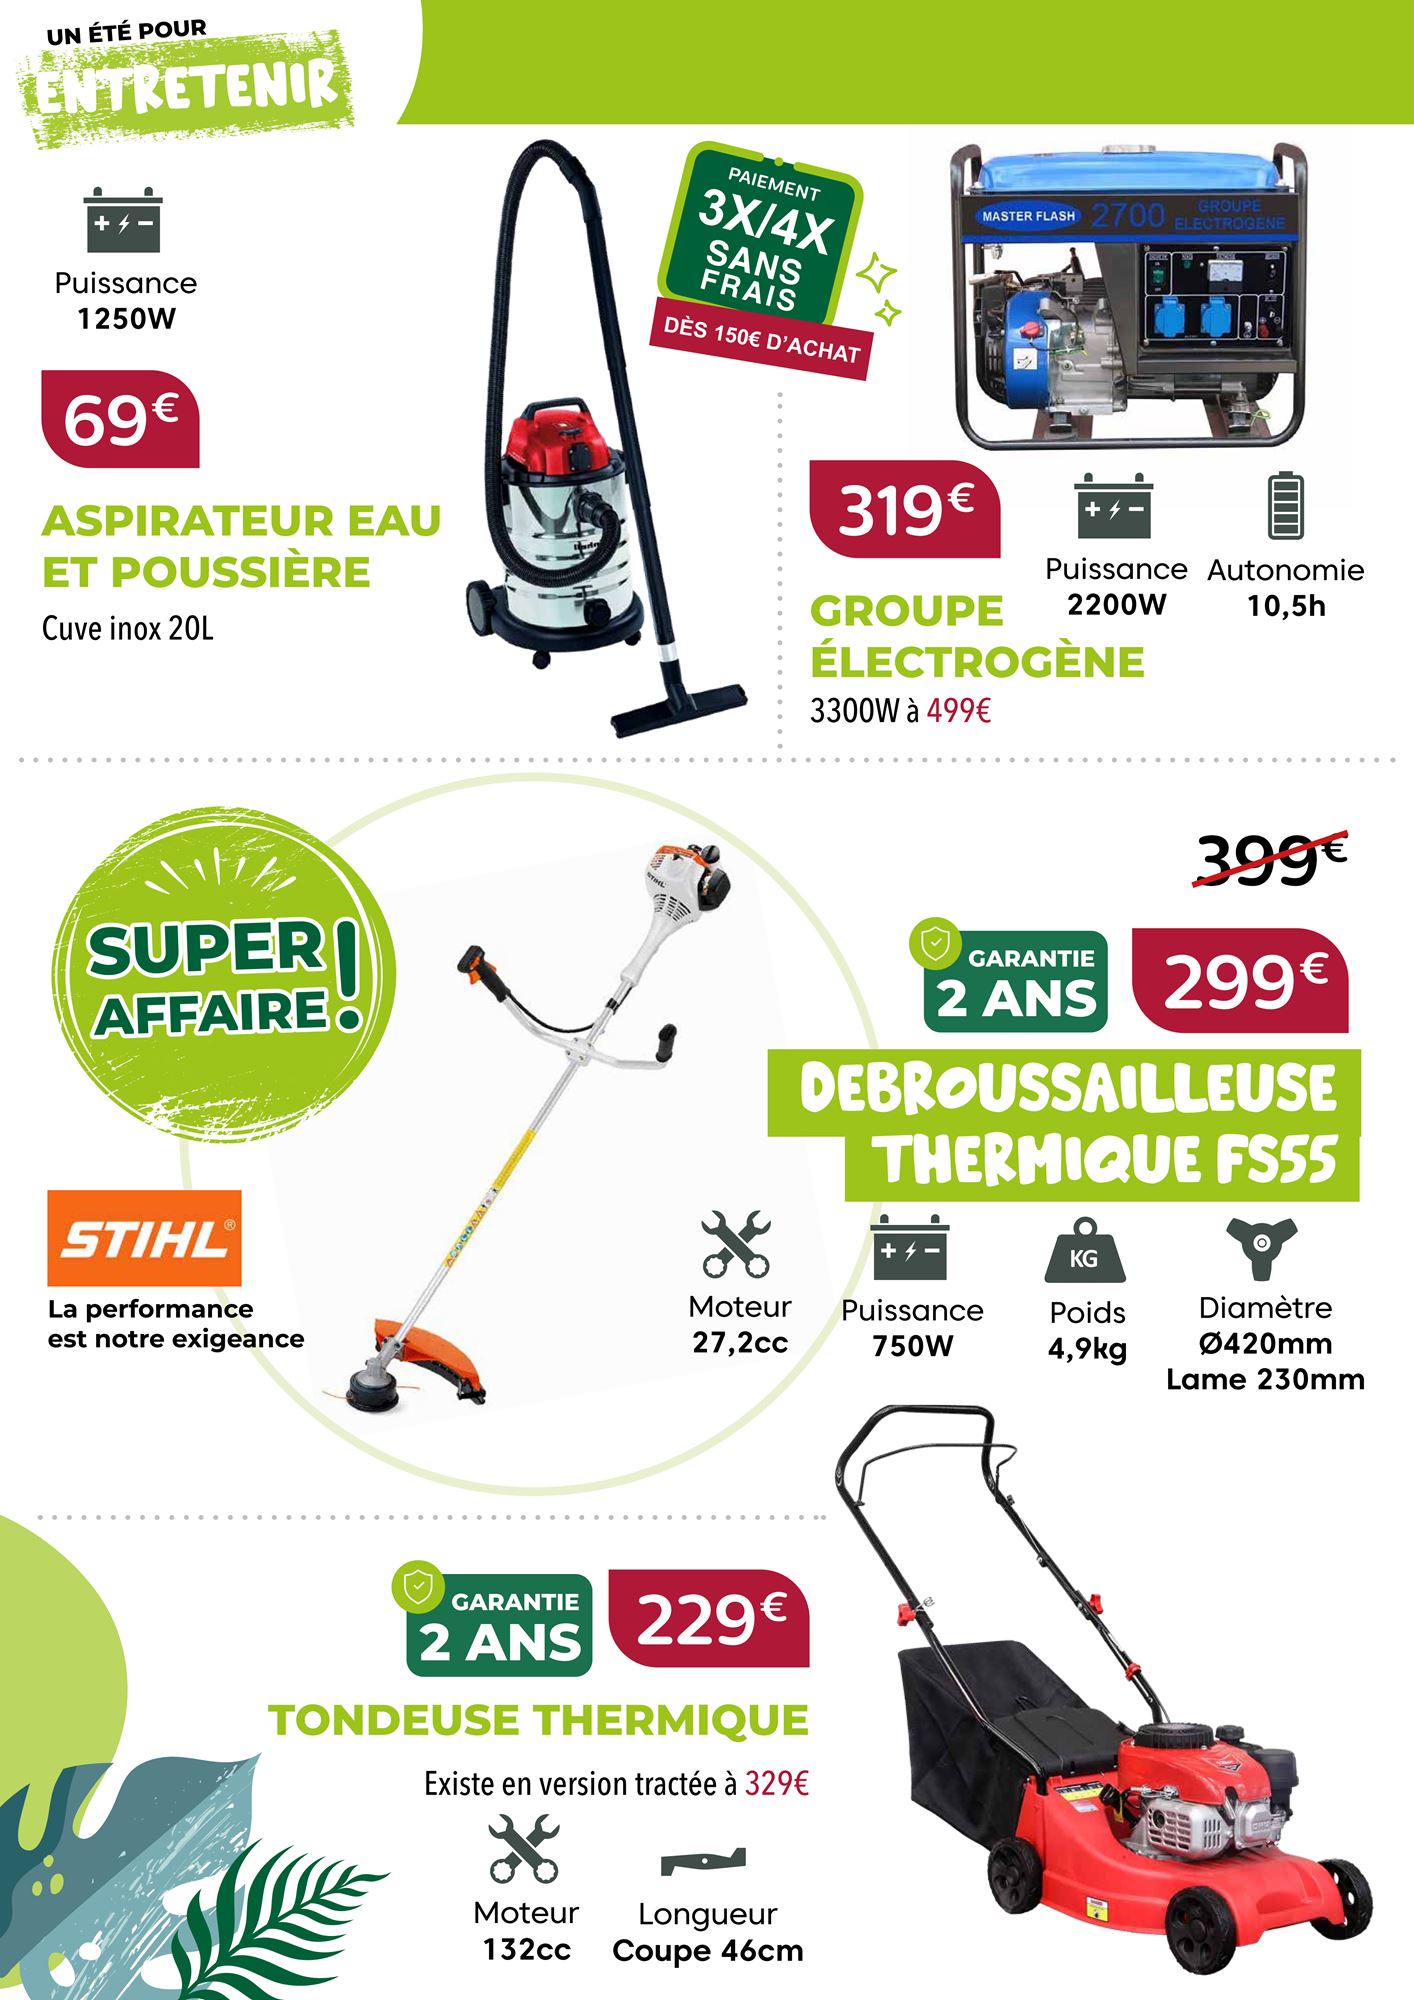 UN ÉTÉ POUR
ENTRETENIR
Puissance
1250W
69€
ASPIRATEUR EAU
ET POUSSIÈRE
Cuve inox 20L
PAIEMENT
3X/4X
SANS
FRAIS
DÈS 150€ D'ACHAT
MASTER FLASH 2700 GROUPE
ELECTROGENE
319€
Puissance
2200W
Autonomie
10,5h
GROUPE
ÉLECTROGÈNE
3300W à 499€
SUPER
AFFAIRE !
399€
GARANTIE
2 ANS
299€
DEBROUSSAILLEUSE
THERMIQUE FS55
STIHL
STIHL®
La performance
est notre exigeance
Moteur
27,2cc
Puissance
750W
KG
Poids
4,9kg
Diamètre
Ø420mm
Lame 230mm
GARANTIE
2 ANS
229€
TONDEUSE THERMIQUE
Existe en version tractée à 329€
Moteur
132cc
Longueur
Coupe 46cm